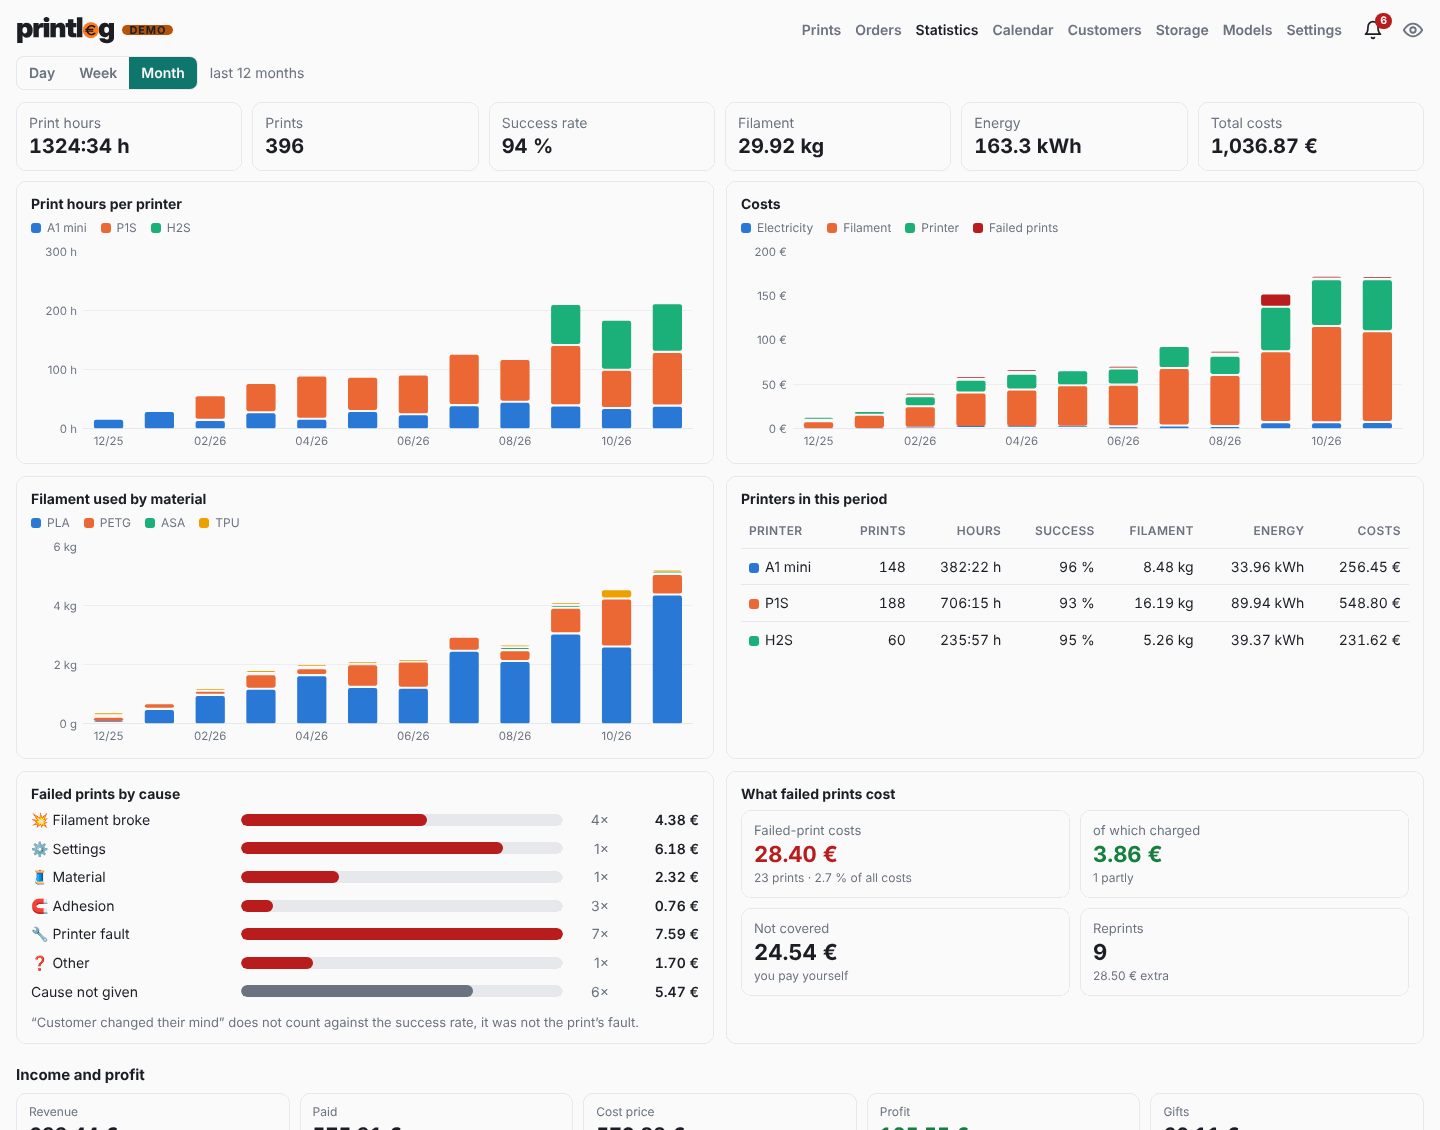 printl€g DEMO
Prints Orders Statistics Calendar Customers Storage Models Settings 6
Day Week Month last 12 months
Print hours
1324:34 h
Prints
396
Success rate
94 %
Filament
29.92 kg
Energy
163.3 kWh
Total costs
1,036.87 €
Print hours per printer
A1 mini P1S H2S
300 h
200 h
100 h
0 h
12/25 02/26 04/26 06/26 08/26 10/26
Costs
Electricity Filament Printer Failed prints
200 €
150 €
100 €
50 €
0 €
12/25 02/26 04/26 06/26 08/26 10/26
Filament used by material
PLA PETG ASA TPU
6 kg
4 kg
2 kg
0 g
12/25 02/26 04/26 06/26 08/26 10/26
Printers in this period
PRINTER PRINTS HOURS SUCCESS FILAMENT ENERGY COSTS
A1 mini 148 382:22 h 96 % 8.48 kg 33.96 kWh 256.45 €
P1S 188 706:15 h 93 % 16.19 kg 89.94 kWh 548.80 €
H2S 60 235:57 h 95 % 5.26 kg 39.37 kWh 231.62 €
Failed prints by cause
💥 Filament broke 4× 4.38 €
⚙️ Settings 1× 6.18 €
🧵 Material 1× 2.32 €
🧲 Adhesion 3× 0.76 €
🔧 Printer fault 7× 7.59 €
❓ Other 1× 1.70 €
Cause not given 6× 5.47 €
“Customer changed their mind” does not count against the success rate, it was not the print’s fault.
What failed prints cost
Failed-print costs
28.40 €
23 prints · 2.7 % of all costs
of which charged
3.86 €
1 partly
Not covered
24.54 €
you pay yourself
Reprints
9
28.50 € extra
Income and profit
Revenue
Paid
Cost price
Profit
Gifts